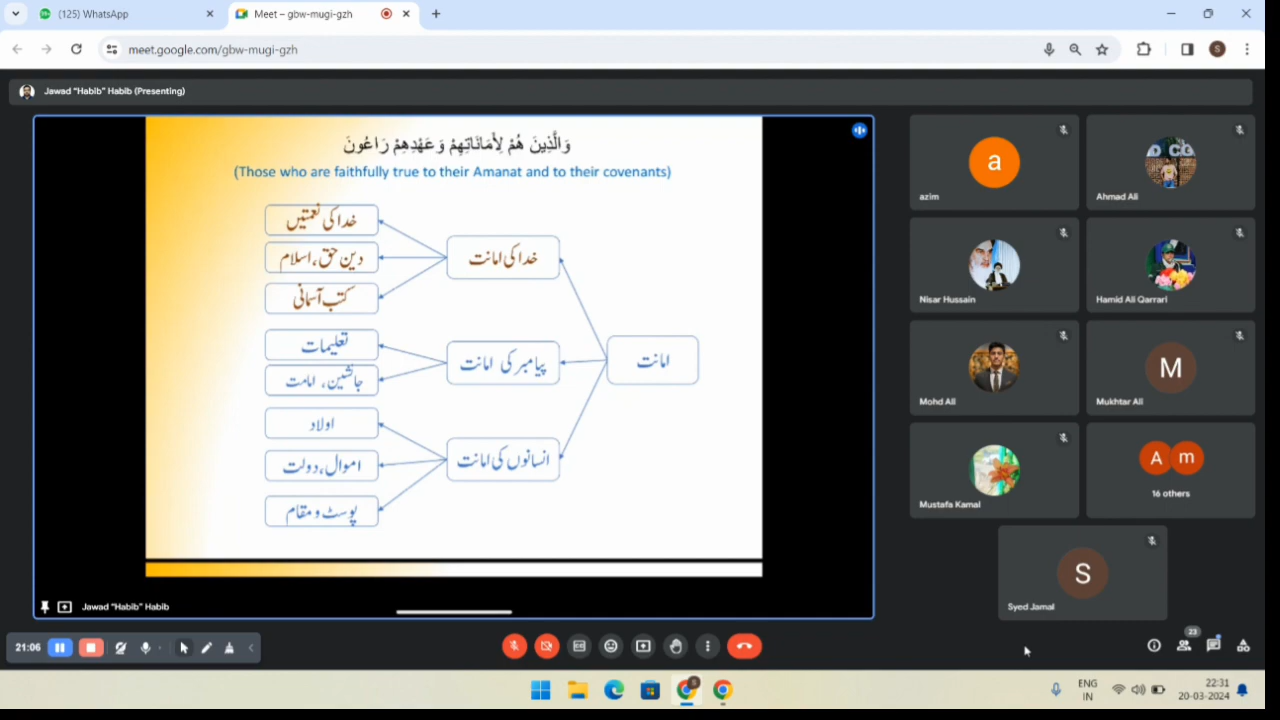 (125) WhatsApp
Meet – gbw-mugi-gzh
meet.google.com/gbw-mugi-gzh
S
Jawad "Habib" Habib (Presenting)
وَالَّذِينَ هُمْ لِأَمَانَاتِهِمْ وَعَهْدِهِمْ رَاعُونَ
(Those who are faithfully true to their Amanat and to their covenants)
امانت
خدا کی امانت
خدا کی نعمتیں
دین حق، اسلام
کتب آسمانی
پیامبر کی امانت
تعلیمات
جانشین، امامت
انسانوں کی امانت
اولاد
اموال، دولت
پوسٹ و مقام
Jawad "Habib" Habib
a
azim
Ahmad Ali
Nisar Hussain
Hamid Ali Qarrari
Mohd Ali
M
Mukhtar Ali
Mustafa Kamal
A m
16 others
S
Syed Jamal
21:06
23
ENG
IN
22:31
20-03-2024